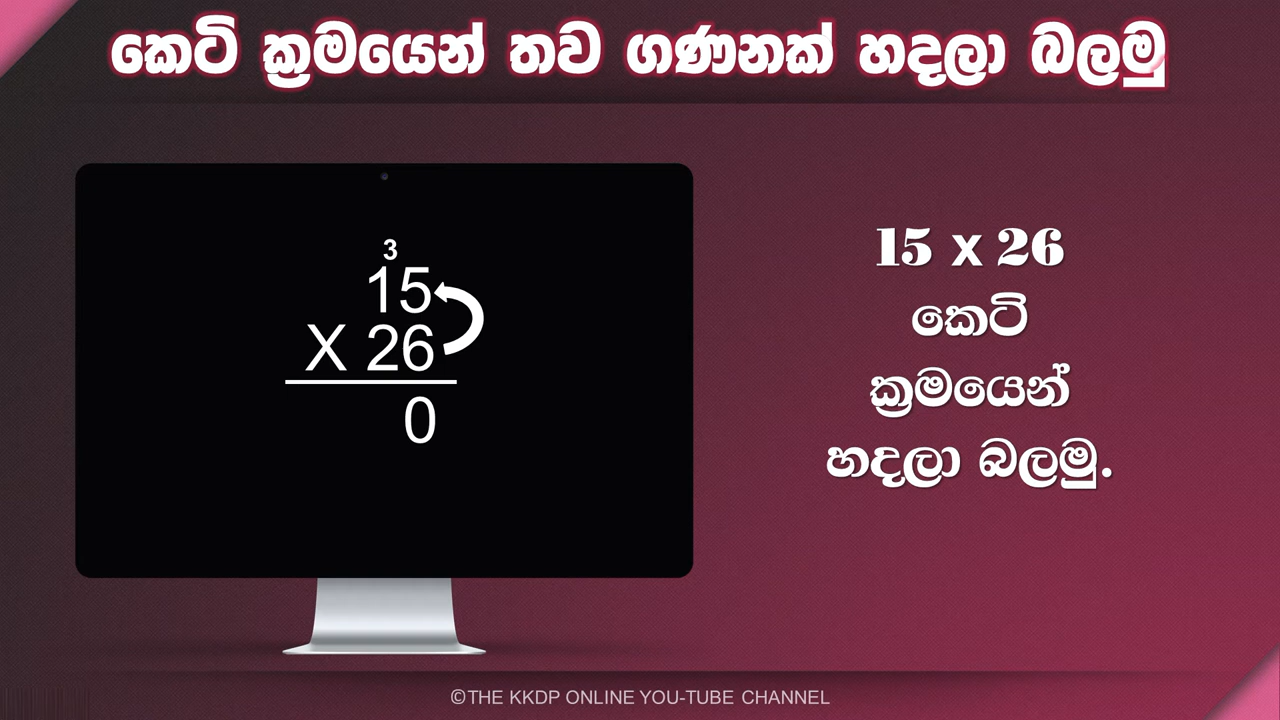 කෙටි ක්‍රමයෙන් තව ගණනක් හදලා බලමු
3
15
X 26
0
15 x 26
කෙටි
ක්‍රමයෙන්
හදලා බලමු.
©THE KKDP ONLINE YOU-TUBE CHANNEL